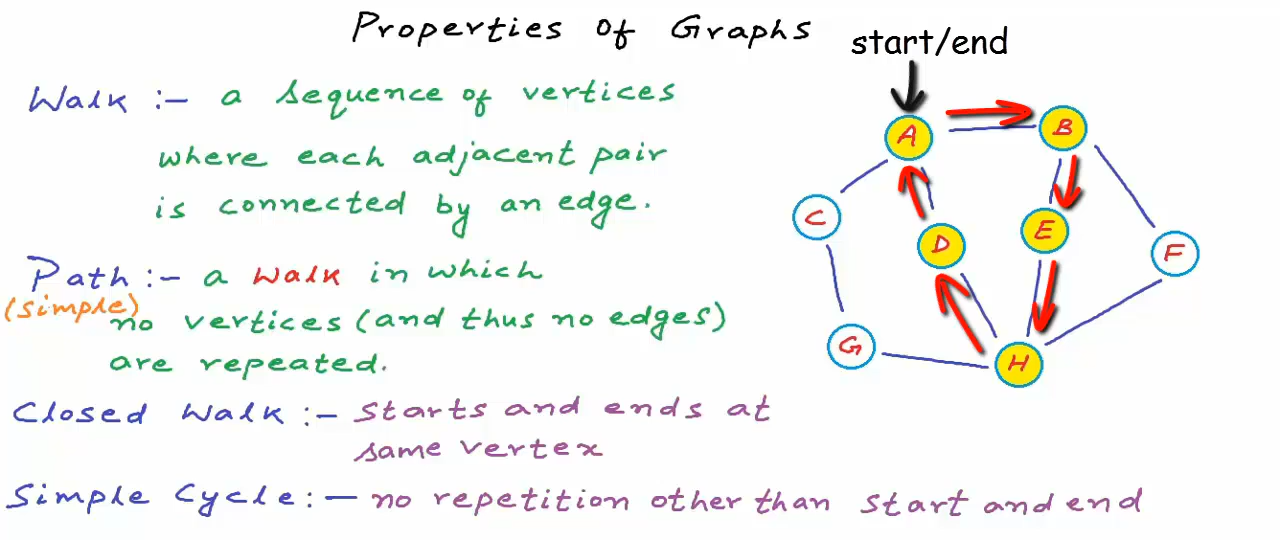 Properties of Graphs
start/end
Walk :- a sequence of vertices
where each adjacent pair
is connected by an edge.
Path :- a walk in which
(simple)
no vertices (and thus no edges)
are repeated.
Closed Walk :- starts and ends at
same vertex
Simple Cycle :- no repetition other than start and end
A
B
C
D
E
F
G
H